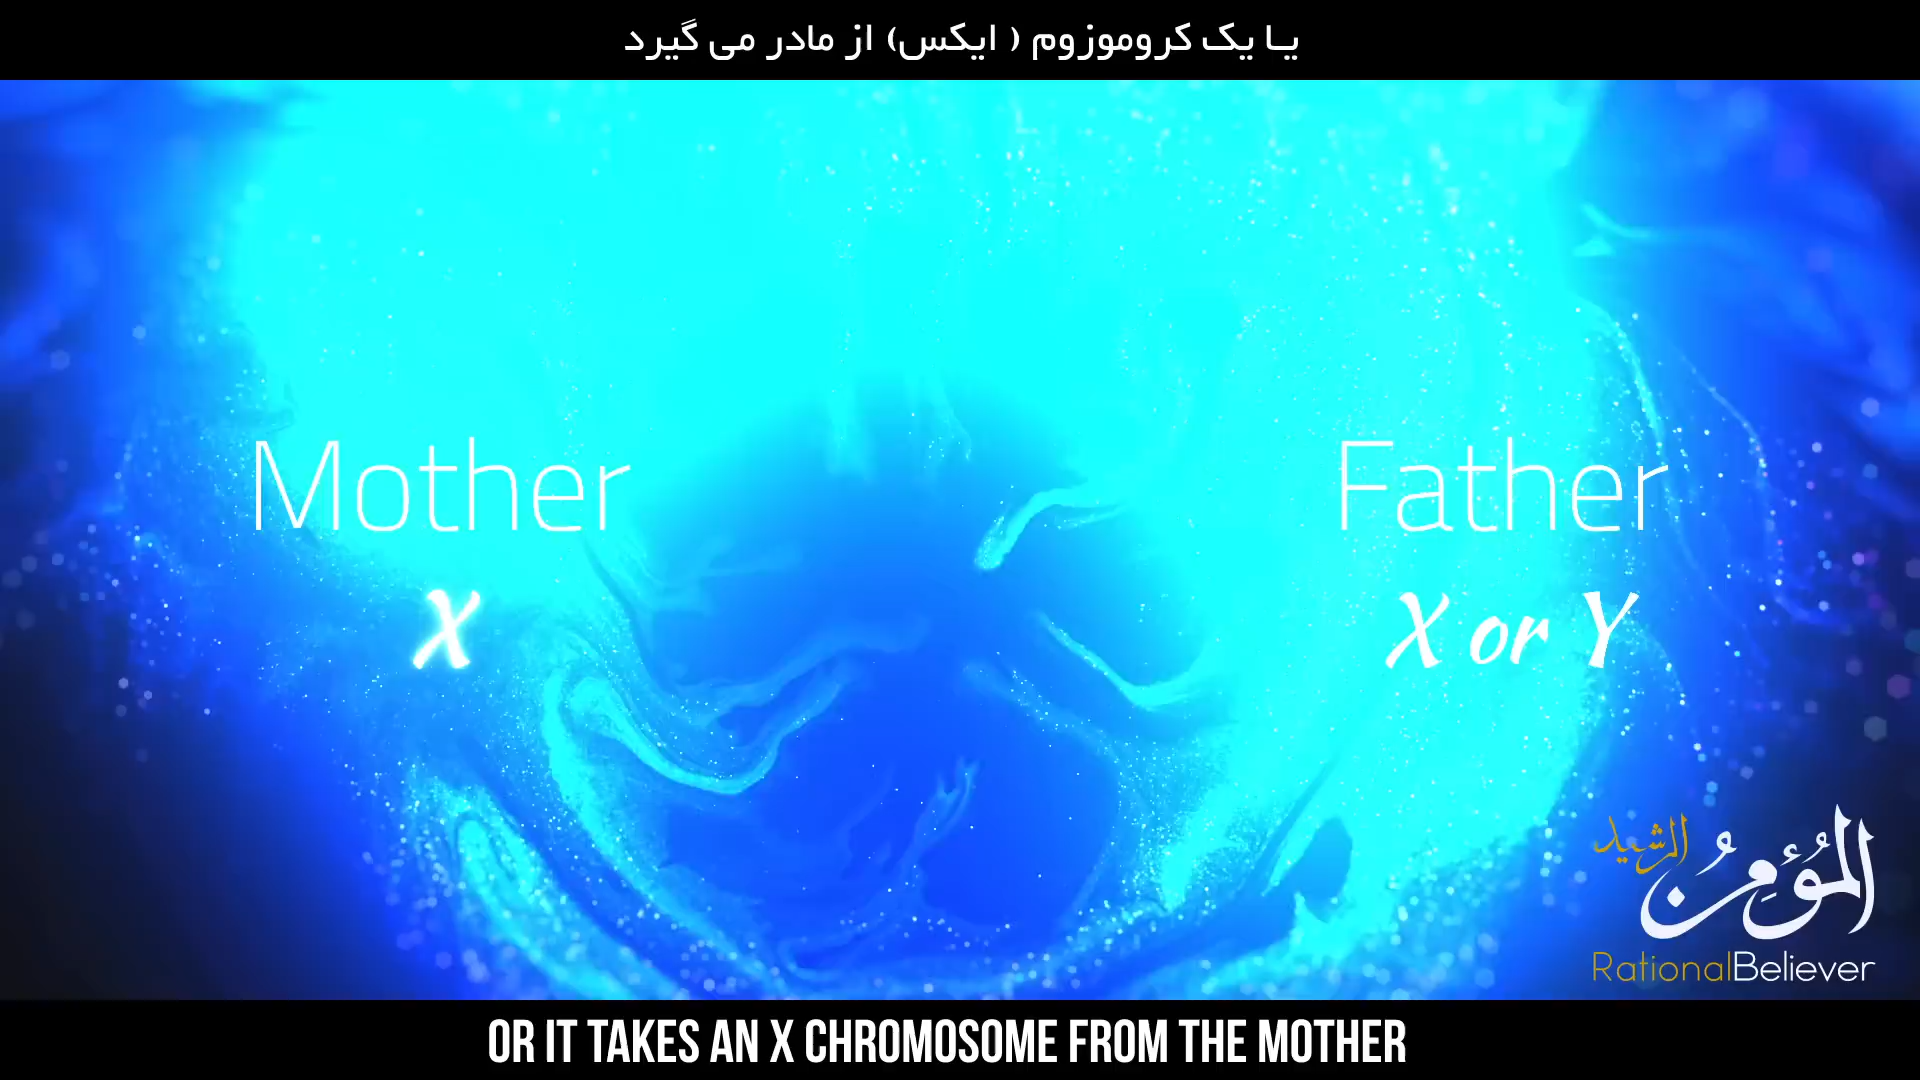 یا یک کروموزوم ( ایکس) از مادر می گیرد
Mother
Father
X
X or Y
المؤمن
الرشيد
RationalBeliever
OR IT TAKES AN X CHROMOSOME FROM THE MOTHER